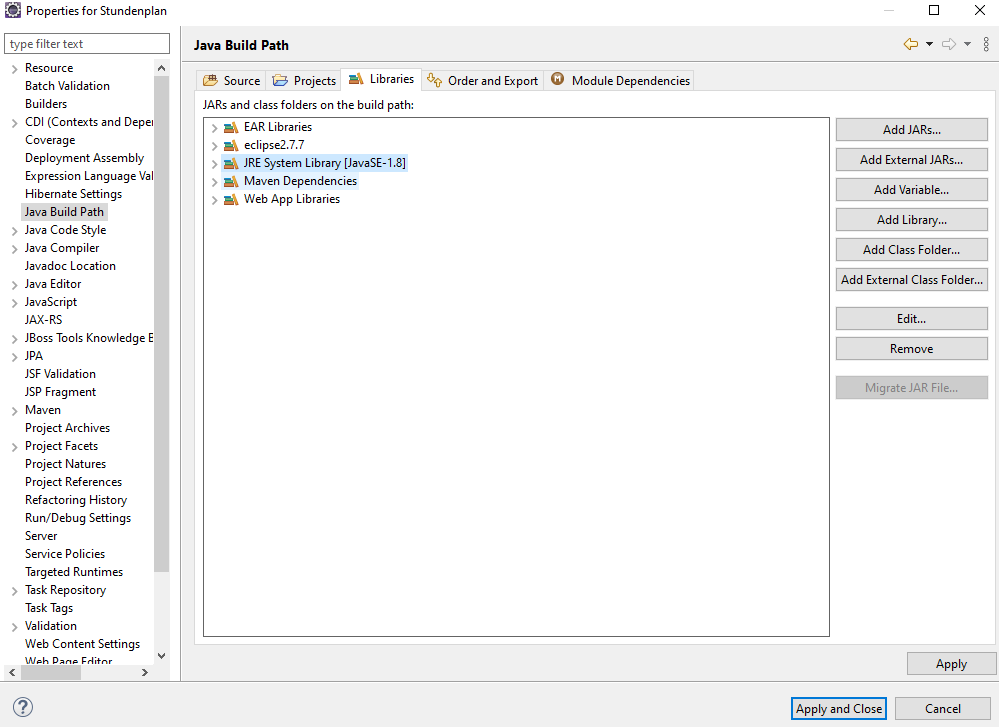 Properties for Stundenplan
type filter text
Resource
Batch Validation
Builders
CDI (Contexts and Deper
Coverage
Deployment Assembly
Expression Language Val
Hibernate Settings
Java Build Path
Java Code Style
Java Compiler
Javadoc Location
Java Editor
JavaScript
JAX-RS
JBoss Tools Knowledge E
JPA
JSF Validation
JSP Fragment
Maven
Project Archives
Project Facets
Project Natures
Project References
Refactoring History
Run/Debug Settings
Server
Service Policies
Targeted Runtimes
Task Repository
Task Tags
Validation
Web Content Settings
Web Page Editor
Java Build Path
Source Projects Libraries Order and Export Module Dependencies
JARs and class folders on the build path:
EAR Libraries
eclipse2.7.7
JRE System Library [JavaSE-1.8]
Maven Dependencies
Web App Libraries
Add JARs...
Add External JARs...
Add Variable...
Add Library...
Add Class Folder...
Add External Class Folder...
Edit...
Remove
Migrate JAR File...
Apply
Apply and Close
Cancel